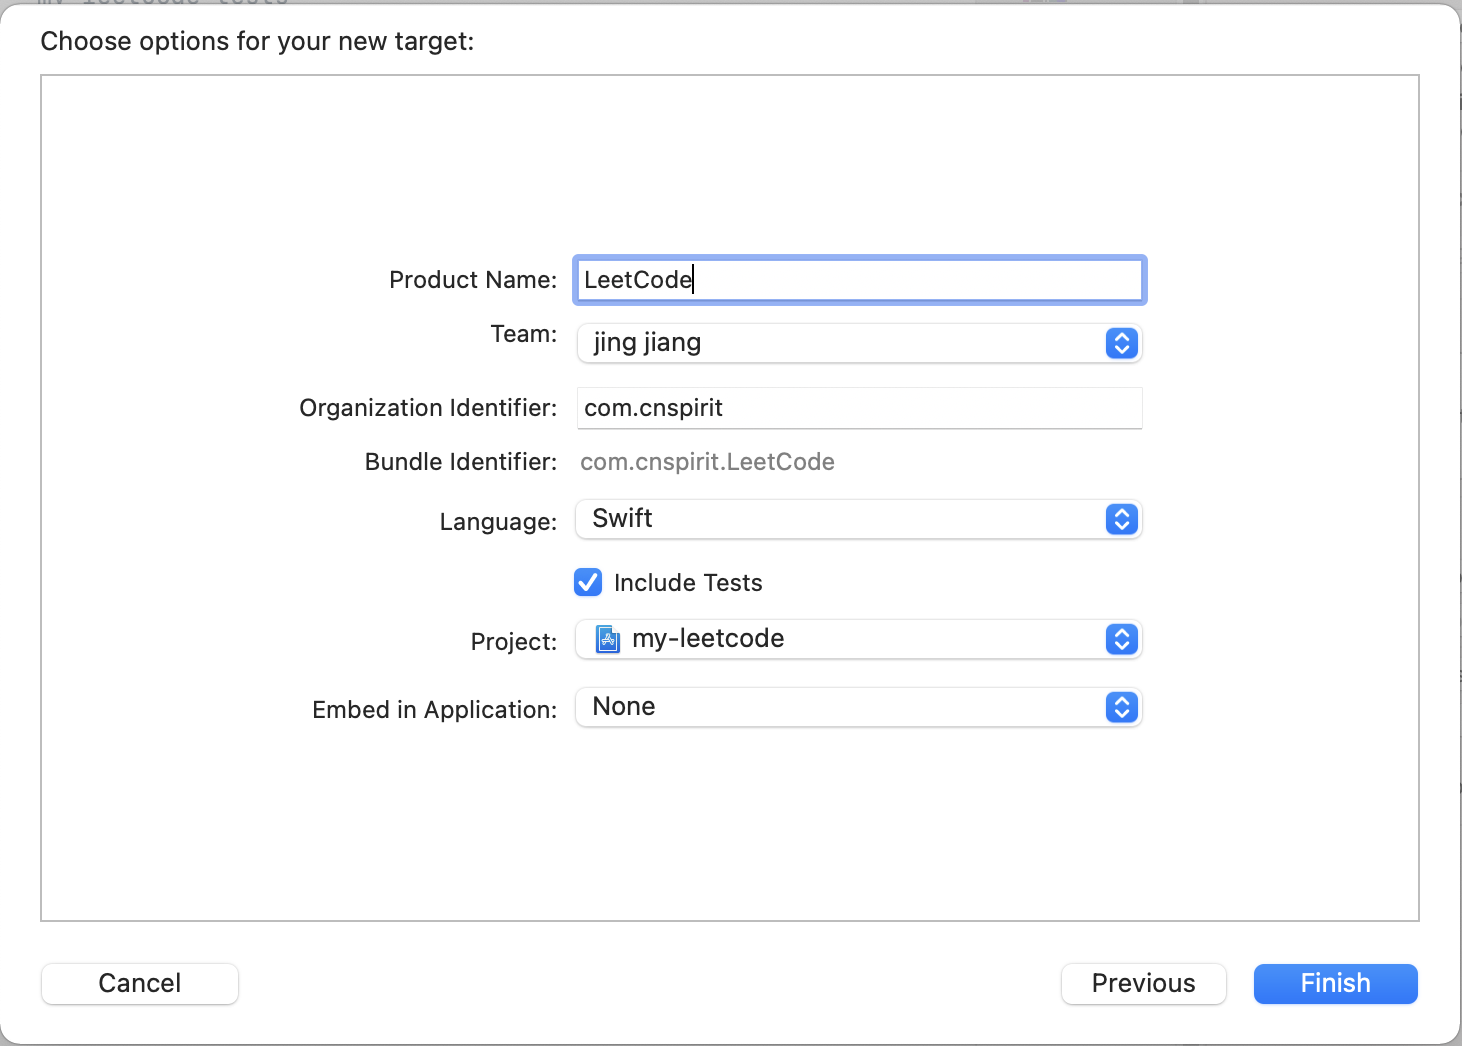 Choose options for your new target:
Product Name: LeetCode
Team: jing jiang
Organization Identifier: com.cnspirit
Bundle Identifier: com.cnspirit.LeetCode
Language: Swift
Include Tests
Project: my-leetcode
Embed in Application: None
Cancel Previous Finish